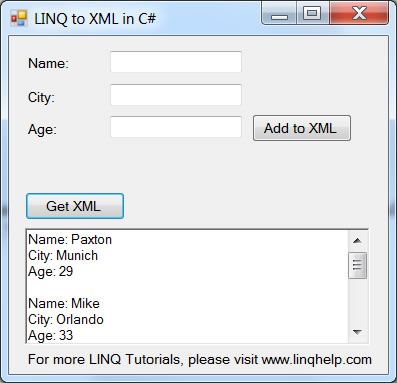 LINQ to XML in C#
Name:
City:
Age:
Add to XML
Get XML
Name: Paxton
City: Munich
Age: 29
Name: Mike
City: Orlando
Age: 33
For more LINQ Tutorials, please visit www.linqhelp.com